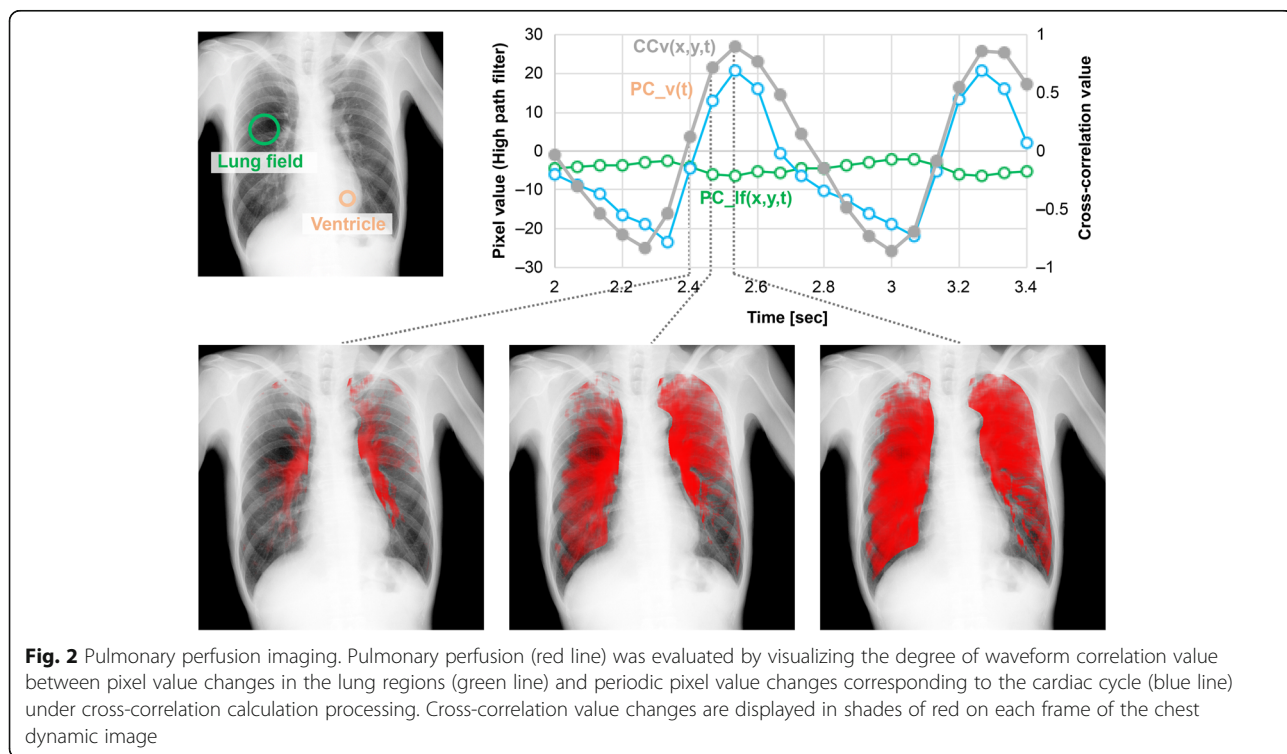 Lung field
Ventricle
Pixel value (High path filter)
30
20
10
0
–10
–20
–30
CCv(x,y,t)
PC_v(t)
PC_lf(x,y,t)
1
0.5
0
–0.5
–1
Cross-correlation value
2
2.2
2.4
2.6
2.8
3
3.2
3.4
Time [sec]
Fig. 2 Pulmonary perfusion imaging. Pulmonary perfusion (red line) was evaluated by visualizing the degree of waveform correlation value
between pixel value changes in the lung regions (green line) and periodic pixel value changes corresponding to the cardiac cycle (blue line)
under cross-correlation calculation processing. Cross-correlation value changes are displayed in shades of red on each frame of the chest
dynamic image